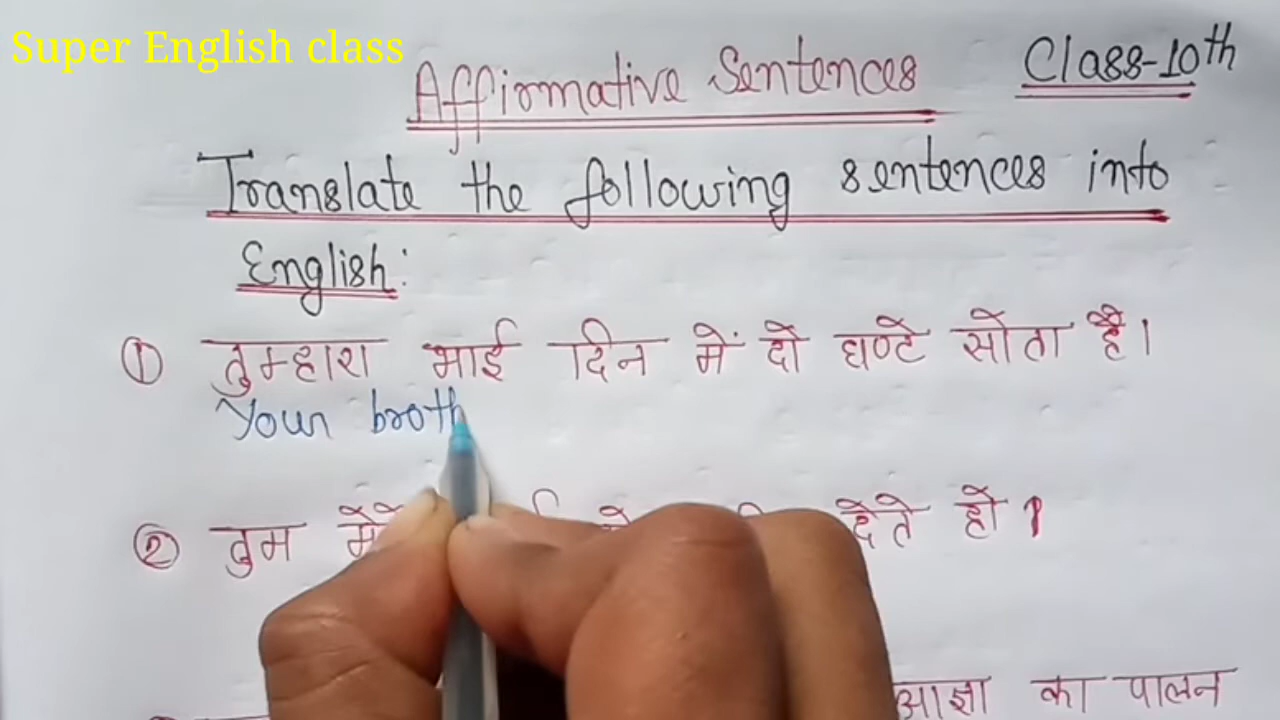 Super English class
Affirmative Sentences Class-10th
Translate the following sentences into
English:
① तुम्हारा भाई दिन में दो घण्टे सोता है।
Your broth
② तुम देते हो।
आज्ञा का पालन